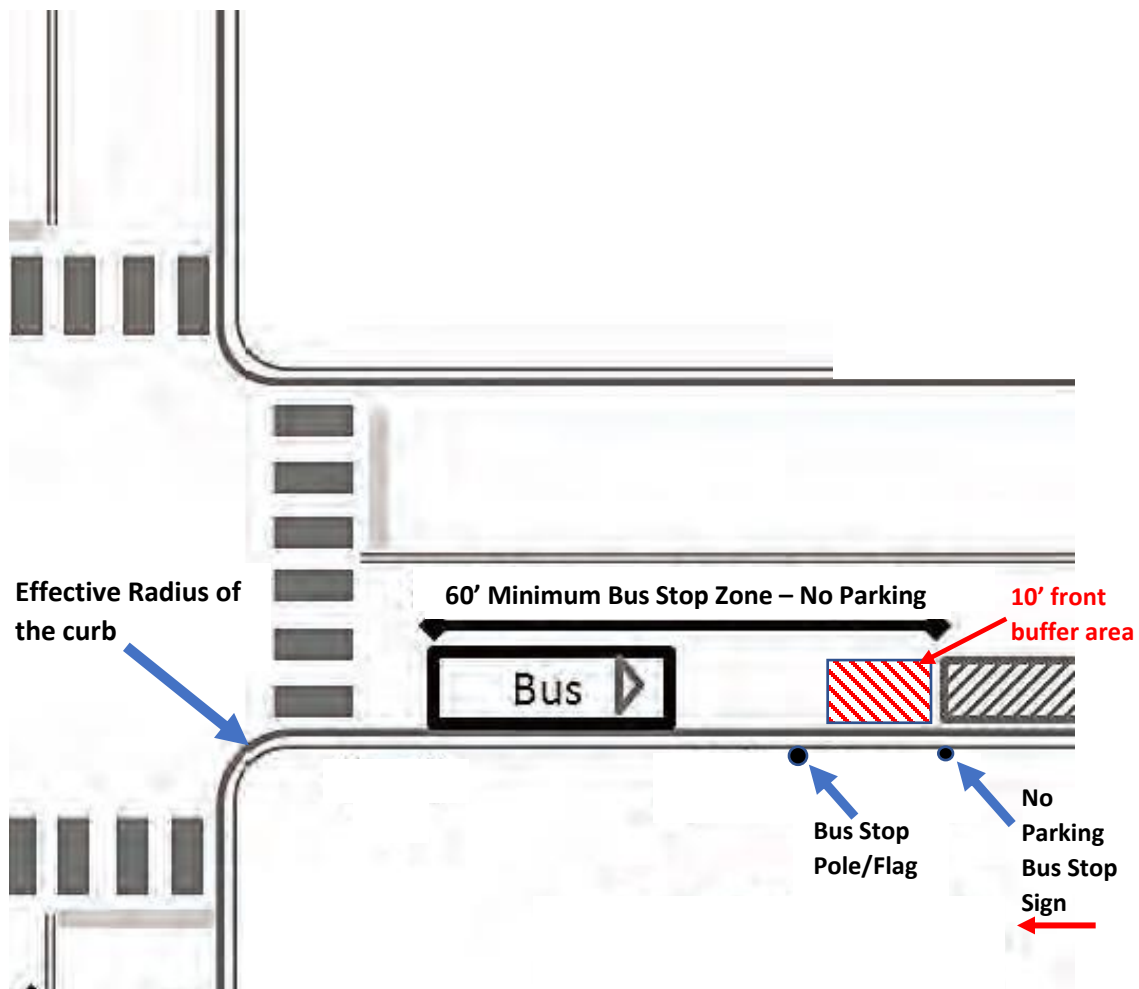 Effective Radius of
the curb
60’ Minimum Bus Stop Zone – No Parking
10’ front
buffer area
Bus
Bus Stop
Pole/Flag
No
Parking
Bus Stop
Sign